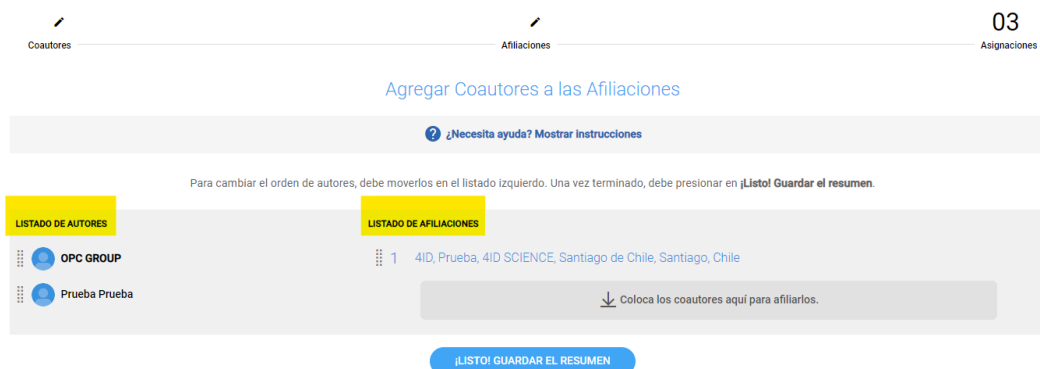 03
Coautores
Afiliaciones
Asignaciones
Agregar Coautores a las Afiliaciones
? ¿Necesita ayuda? Mostrar instrucciones
Para cambiar el orden de autores, debe moverlos en el listado izquierdo. Una vez terminado, debe presionar en ¡Listo! Guardar el resumen.
LISTADO DE AUTORES
LISTADO DE AFILIACIONES
OPC GROUP
1 4ID, Prueba, 4ID SCIENCE, Santiago de Chile, Santiago, Chile
Prueba Prueba
Coloca los coautores aquí para afiliarlos.
¡LISTO! GUARDAR EL RESUMEN